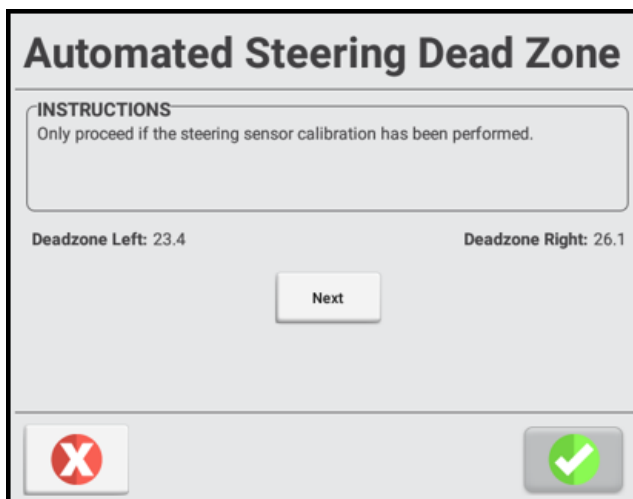 Automated Steering Dead Zone
INSTRUCTIONS
Only proceed if the steering sensor calibration has been performed.
Deadzone Left: 23.4 Deadzone Right: 26.1
Next